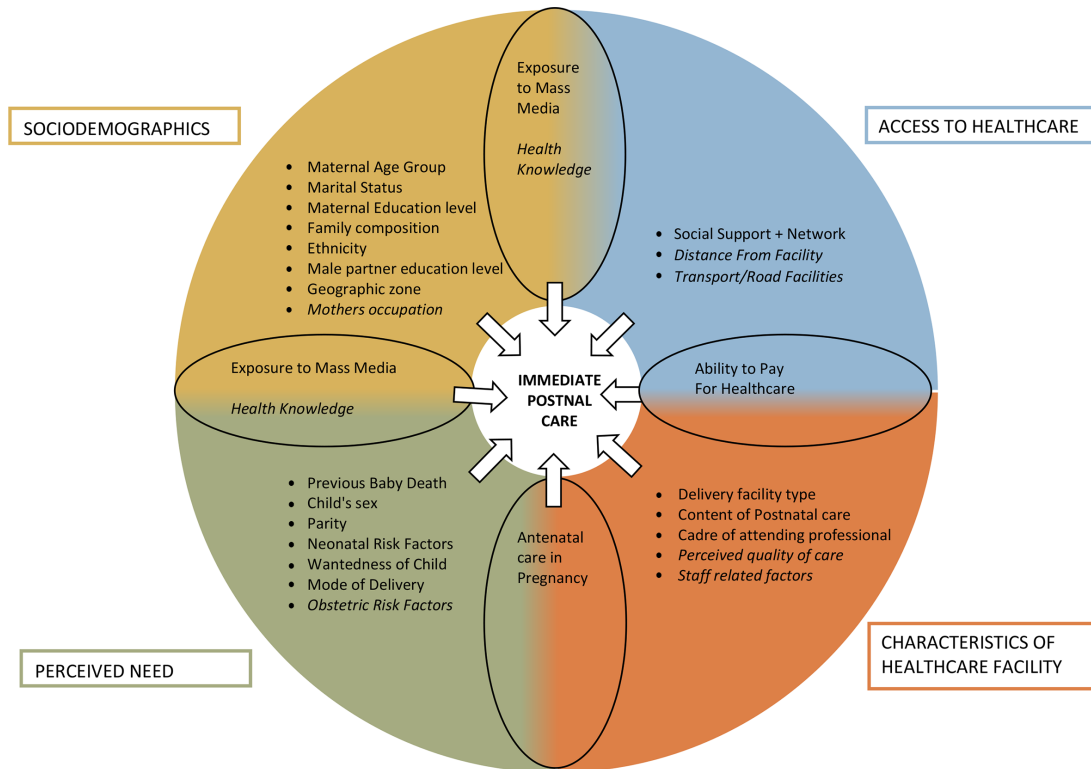 Exposure
to Mass
Media
Health
Knowledge
SOCIODEMOGRAPHICS
ACCESS TO HEALTHCARE
• Maternal Age Group
• Marital Status
• Maternal Education level
• Family composition
• Ethnicity
• Male partner education level
• Geographic zone
• Mothers occupation
• Social Support + Network
• Distance From Facility
• Transport/Road Facilities
Exposure to Mass Media
Health Knowledge
IMMEDIATE
POSTNAL
CARE
Ability to Pay
For Healthcare
• Previous Baby Death
• Child's sex
• Parity
• Neonatal Risk Factors
• Wantedness of Child
• Mode of Delivery
• Obstetric Risk Factors
Antenatal
care in
Pregnancy
• Delivery facility type
• Content of Postnatal care
• Cadre of attending professional
• Perceived quality of care
• Staff related factors
PERCEIVED NEED
CHARACTERISTICS OF
HEALTHCARE FACILITY